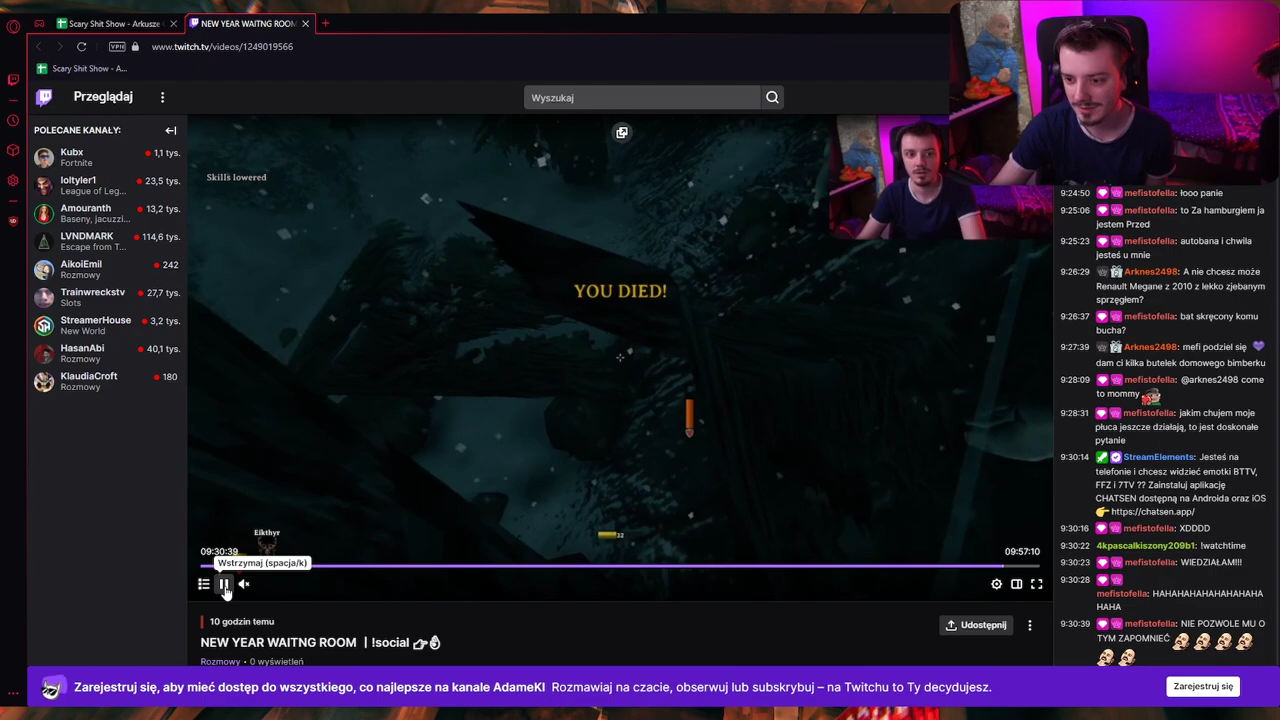 Scary Shit Show - Arkusze
NEW YEAR WAITNG ROOM
VPN
www.twitch.tv/videos/1249019566
Scary Shit Show - A...
Przeglądaj
Wyszukaj
POLECANE KANAŁY:
Kubx
1,1 tys.
Fortnite
loltyler1
23,5 tys.
League of Leg...
Amouranth
13,2 tys.
Baseny, jacuzzi...
LVNDMARK
114,6 tys.
Escape from T...
AikoiEmil
242
Rozmowy
Trainwreckstv
27,7 tys.
Slots
StreamerHouse
3,2 tys.
New World
HasanAbi
40,1 tys.
Rozmowy
KlaudiaCroft
180
Rozmowy
Skills lowered
YOU DIED!
Eikthyr
32
09:30:39
09:57:10
Wstrzymaj (spacja/k)
10 godzin temu
NEW YEAR WAITNG ROOM | !social
Rozmowy • 0 wyświetleń
Udostępnij
9:24:50 mefistofella: łooo panie
9:25:06 mefistofella: to Za hamburgiem ja
jestem Przed
9:25:23 mefistofella: autobana i chwila
jesteś u mnie
9:26:29 Arknes2498: A nie chcesz może
Renault Megane z 2010 z lekko zjebanym
sprzęgłem?
9:26:37 mefistofella: bat skręcony komu
bucha?
9:27:39 Arknes2498: mefi podziel się
dam ci kilka butelek domowego bimberku
9:28:09 mefistofella: @arknes2498 come
to mommy
9:28:31 mefistofella: jakim chujem moje
płuca jeszcze działają, to jest doskonałe
pytanie
9:30:14 StreamElements: Jesteś na
telefonie i chcesz widzieć emotki BTTV,
FFZ i 7TV ?? Zainstaluj aplikację
CHATSEN dostępną na Androida oraz iOS
👉 https://chatsen.app/
9:30:16 mefistofella: XDDDD
9:30:22 4kpascalkiszony209b1: !watchtime
9:30:23 mefistofella: WIEDZIAŁAM!!!
9:30:28
mefistofella: HAHAHAHAHAHAHAHA
HAHA
9:30:39 mefistofella: NIE POZWOLE MU O
TYM ZAPOMNIEĆ
Zarejestruj się, aby mieć dostęp do wszystkiego, co najlepsze na kanale AdameKI Rozmawiaj na czacie, obserwuj lub subskrybuj – na Twitchu to Ty decydujesz.
Zarejestruj się